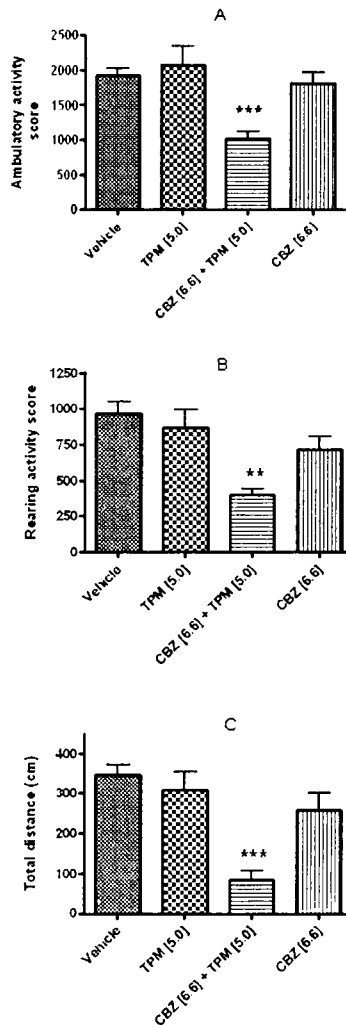 A
Ambulatory activity
score
2500
2000
1500
1000
500
0
***
Vehicle
TPM [5.0]
CBZ [6.6] + TPM [5.0]
CBZ [6.6]
B
Rearing activity score
1250
1000
750
500
250
0
**
Vehicle
TPM [5.0]
CBZ [6.6] + TPM [5.0]
CBZ [6.6]
C
Total distance (cm)
400
300
200
100
0
***
Vehicle
TPM [5.0]
CBZ [6.6] + TPM [5.0]
CBZ [6.6]